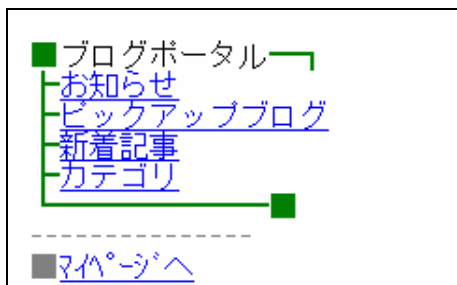 ■ブログポータル━┓
┣お知らせ
┣ピックアップブログ
┣新着記事
┣カテゴリ
┗━━━━━━■
----------------
■ﾏｲﾍﾟｰｼﾞへ